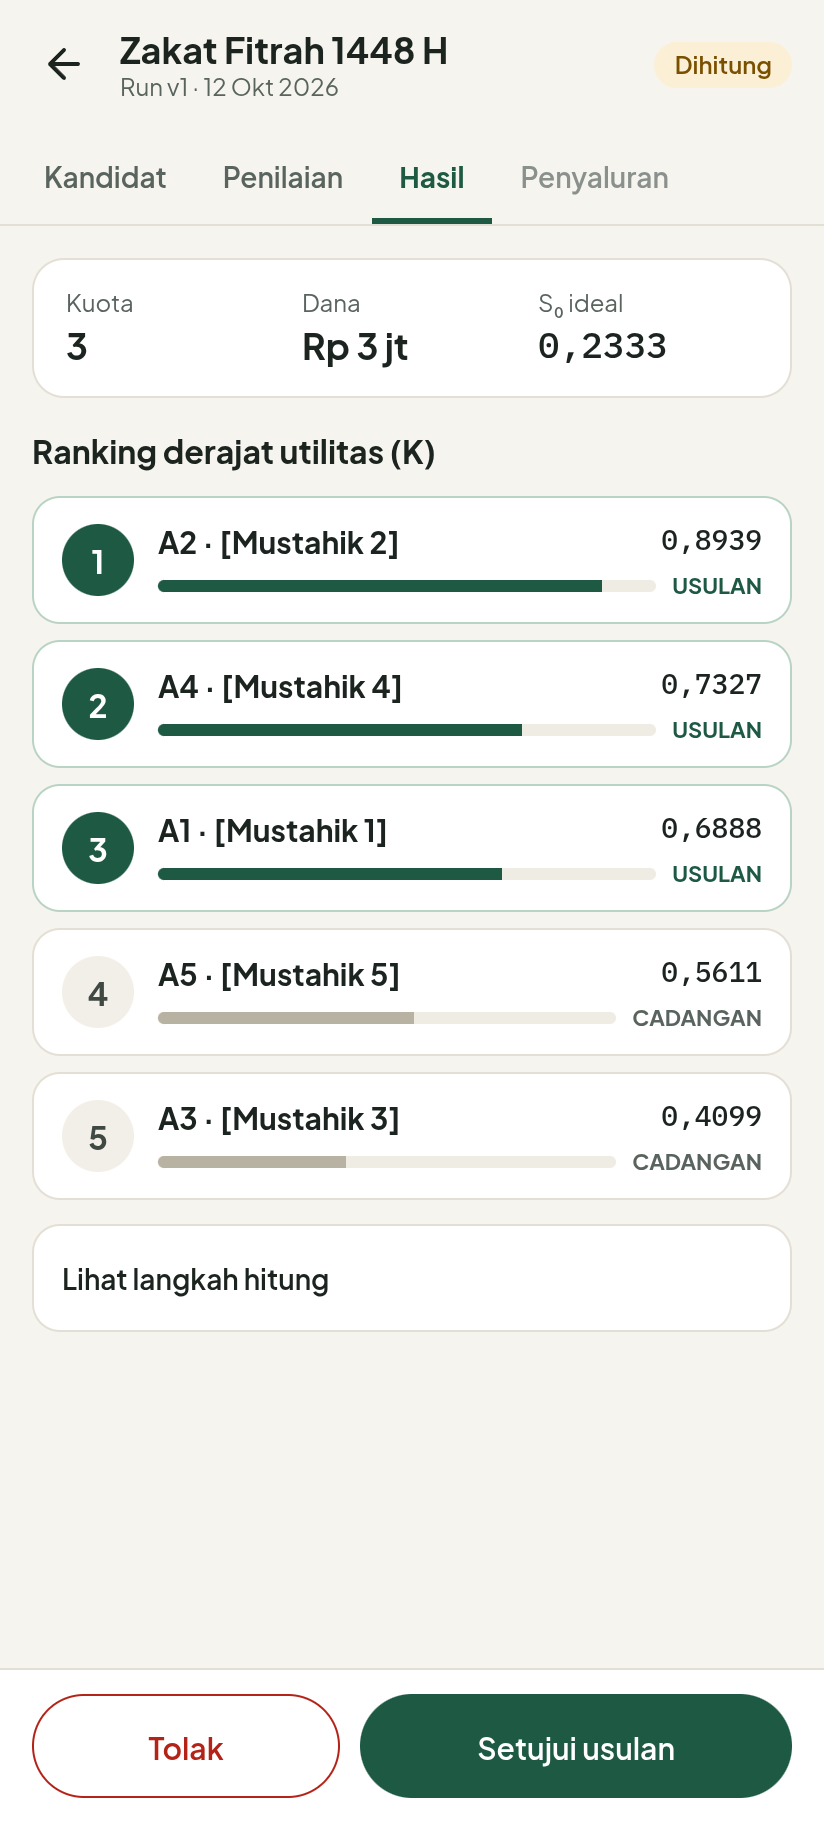 Zakat Fitrah 1448 H
Run v1 · 12 Okt 2026
Dihitung
Kandidat Penilaian Hasil Penyaluran
Kuota Dana S₀ ideal
3 Rp 3 jt 0,2333
Ranking derajat utilitas (K)
1 A2 · [Mustahik 2] 0,8939
USULAN
2 A4 · [Mustahik 4] 0,7327
USULAN
3 A1 · [Mustahik 1] 0,6888
USULAN
4 A5 · [Mustahik 5] 0,5611
CADANGAN
5 A3 · [Mustahik 3] 0,4099
CADANGAN
Lihat langkah hitung
Tolak Setujui usulan